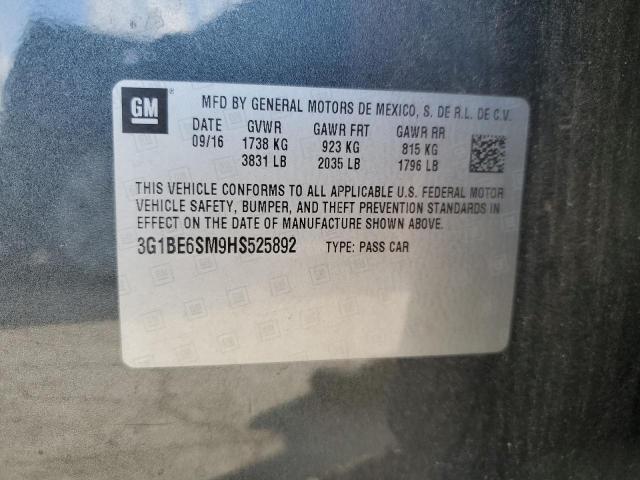 GM
MFD BY GENERAL MOTORS DE MEXICO, S. DE R.L. DE C.V.
DATE GVWR GAWR FRT GAWR RR
09/16 1738 KG 923 KG 815 KG
3831 LB 2035 LB 1796 LB
THIS VEHICLE CONFORMS TO ALL APPLICABLE U.S. FEDERAL MOTOR
VEHICLE SAFETY, BUMPER, AND THEFT PREVENTION STANDARDS IN
EFFECT ON THE DATE OF MANUFACTURE SHOWN ABOVE.
3G1BE6SM9HS525892 TYPE: PASS CAR